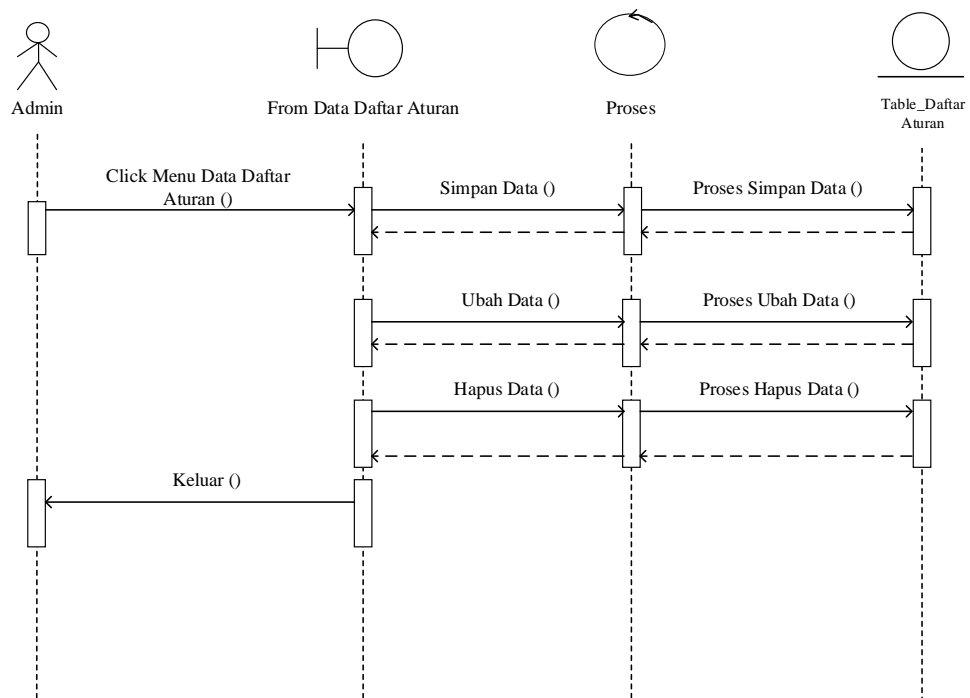 Admin
From Data Daftar Aturan
Proses
Table_Daftar
Aturan
Click Menu Data Daftar
Aturan ()
Simpan Data ()
Proses Simpan Data ()
Ubah Data ()
Proses Ubah Data ()
Hapus Data ()
Proses Hapus Data ()
Keluar ()